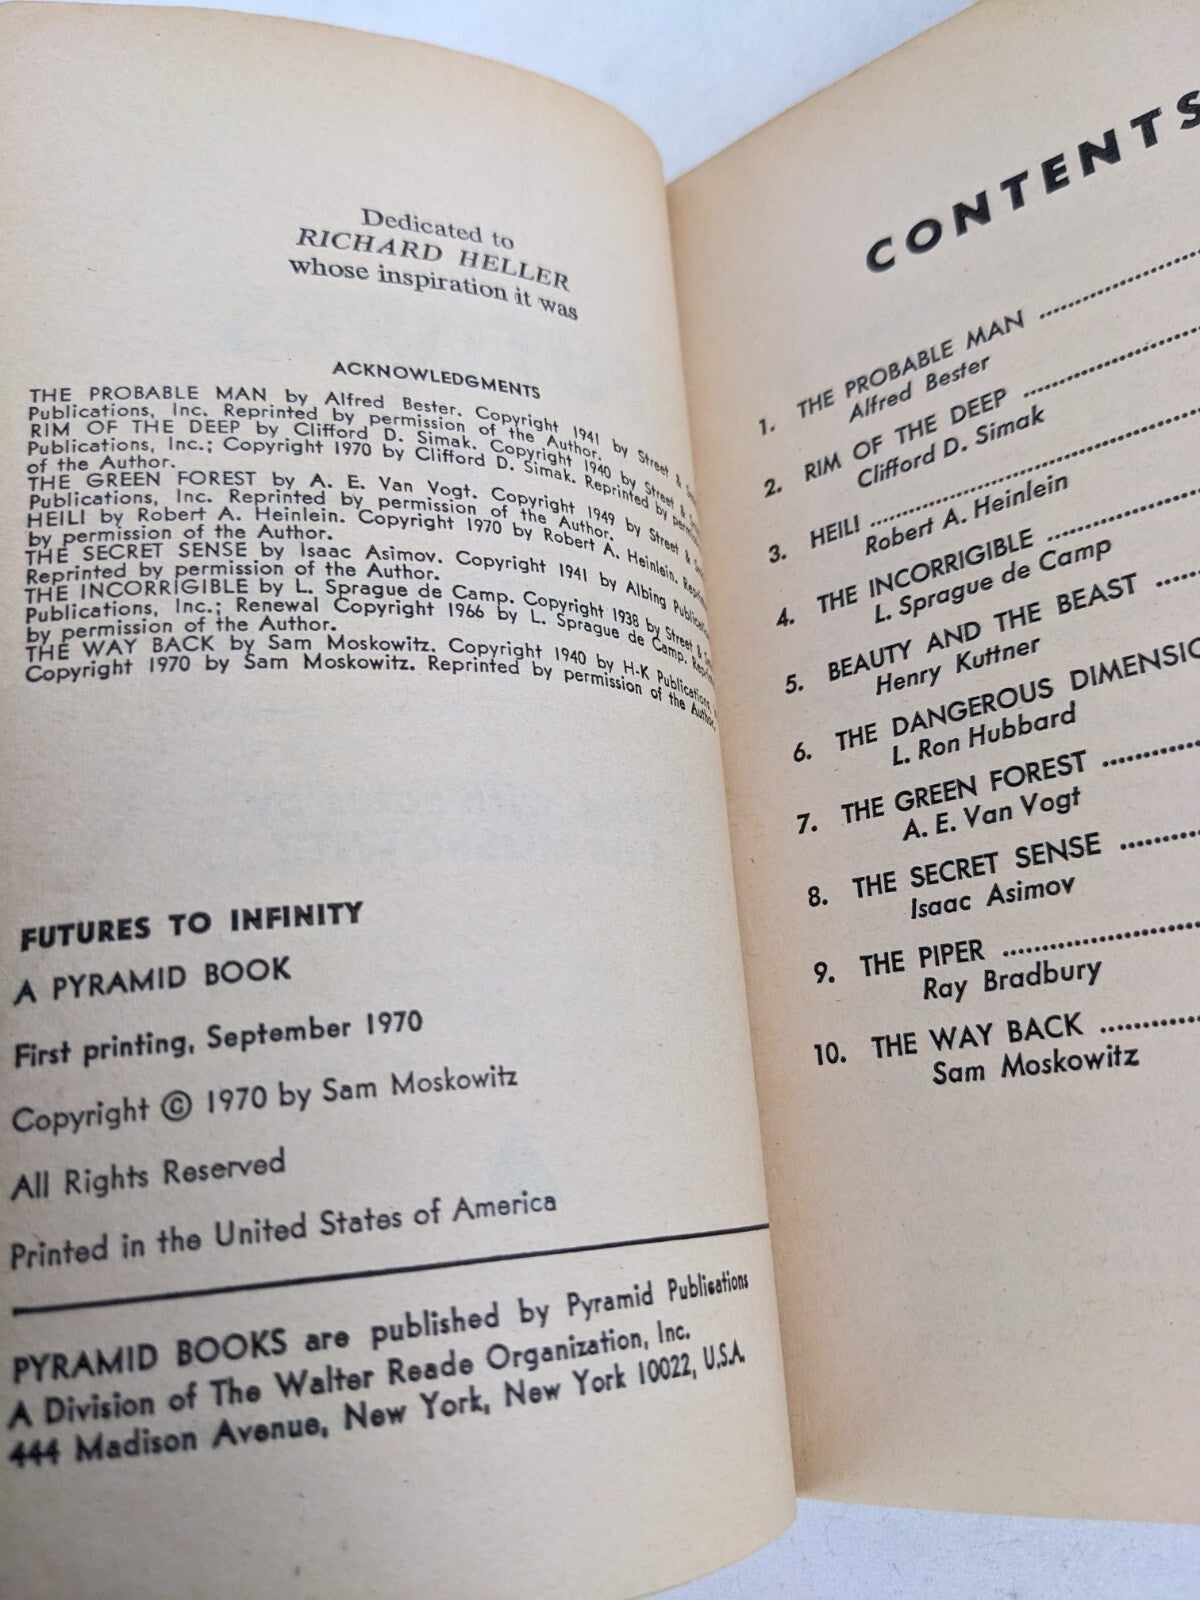 Dedicated to
RICHARD HELLER
whose inspiration it was
ACKNOWLEDGMENTS
THE PROBABLE MAN by Alfred Bester. Copyright 1941 by Street &
Publications, Inc. Reprinted by permission of the Author.
RIM OF THE DEEP by Clifford D. Simak. Copyright 1940 by Street &
Publications, Inc.; Copyright 1970 by Clifford D. Simak. Reprinted by
of the Author.
THE GREEN FOREST by A. E. Van Vogt. Copyright 1949 by Street &
Publications, Inc. Reprinted by permission of the Author.
HEILI by Robert A. Heinlein. Copyright 1970 by Robert A. Heinlein.
by permission of the Author.
THE SECRET SENSE by Isaac Asimov. Copyright 1941 by Albing
Reprinted by permission of the Author.
THE INCORRIGIBLE by L. Sprague de Camp. Copyright 1938 by Street &
Publications, Inc.; Renewal Copyright 1966 by L. Sprague de Camp.
by permission of the Author.
THE WAY BACK by Sam Moskowitz. Copyright 1940 by H-K Publications,
Copyright 1970 by Sam Moskowitz. Reprinted by permission of the Author.
FUTURES TO INFINITY
A PYRAMID BOOK
First printing, September 1970
Copyright © 1970 by Sam Moskowitz
All Rights Reserved
Printed in the United States of America
PYRAMID BOOKS are published by Pyramid Publications
A Division of The Walter Reade Organization, Inc.
444 Madison Avenue, New York, New York 10022, U.S.A.
CONTENTS
1. THE PROBABLE MAN
Alfred Bester
2. RIM OF THE DEEP
Clifford D. Simak
3. HEILI
Robert A. Heinlein
4. THE INCORRIGIBLE
L. Sprague de Camp
5. BEAUTY AND THE BEAST
Henry Kuttner
6. THE DANGEROUS DIMENSIO
L. Ron Hubbard
7. THE GREEN FOREST
A. E. Van Vogt
8. THE SECRET SENSE
Isaac Asimov
9. THE PIPER
Ray Bradbury
10. THE WAY BACK
Sam Moskowitz